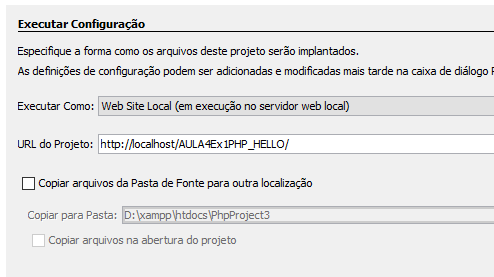 Executar Configuração
Especifique a forma como os arquivos deste projeto serão implantados.
As definições de configuração podem ser adicionadas e modificadas mais tarde na caixa de diálogo
Executar Como: Web Site Local (em execução no servidor web local)
URL do Projeto: http://localhost/AULA4Ex1PHP_HELLO/
Copiar arquivos da Pasta de Fonte para outra localização
Copiar para Pasta: D:\xampp\htdocs\PhpProject3
Copiar arquivos na abertura do projeto